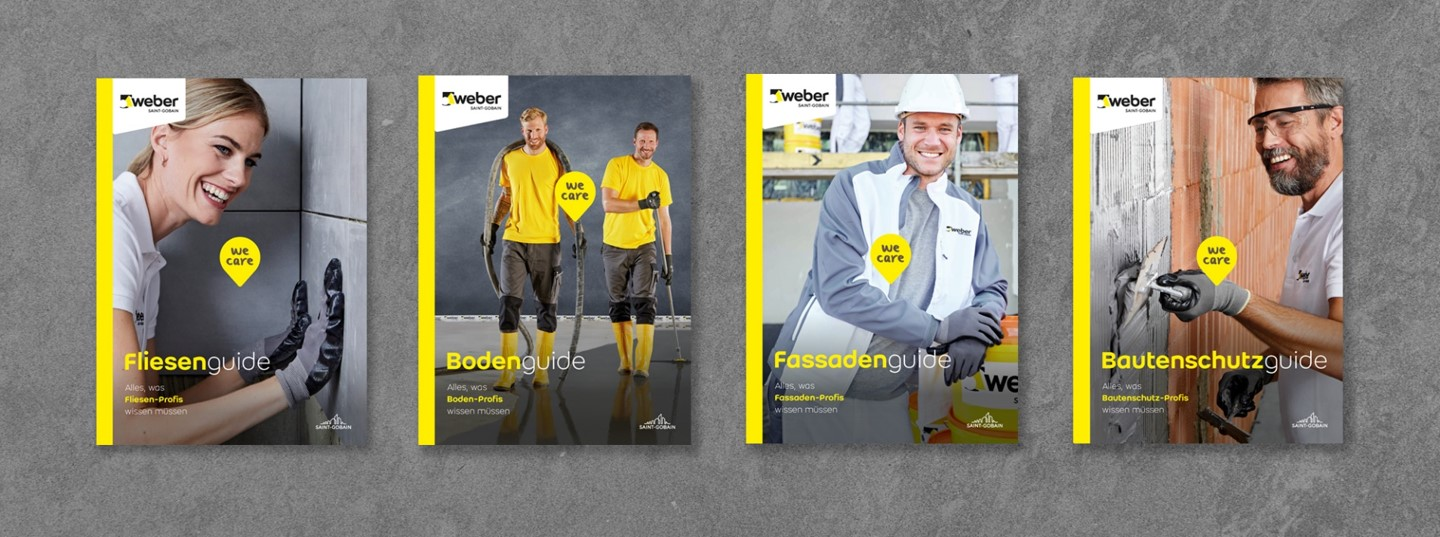 weber
SAINT-GOBAIN
we
care
Fliesenguide
Alles, was
Fliesen-Profis
wissen müssen
SAINT-GOBAIN
weber
SAINT-GOBAIN
we
care
Bodenguide
Alles, was
Boden-Profis
wissen müssen
SAINT-GOBAIN
weber
SAINT-GOBAIN
weber
we
care
Fassadenguide
Alles, was
Fassaden-Profis
wissen müssen
we
SAINT-GOBAIN
weber
SAINT-GOBAIN
we
care
Bautenschutzguide
Alles, was
Bautenschutz-Profis
wissen müssen
SAINT-GOBAIN